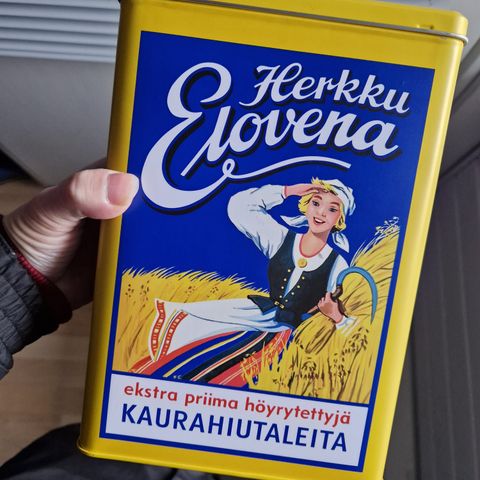 Herkku
Elovena
ekstra priima höyrytettyjä
KAURAHIUTALEITA